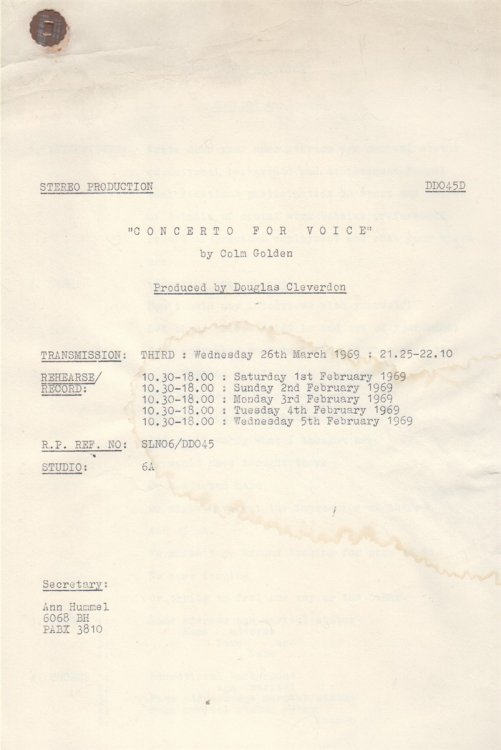 STEREO PRODUCTION DDO45D
"CONCERTO FOR VOICE"
by Colm Golden
Produced by Douglas Cleverdon
TRANSMISSION: THIRD : Wednesday 26th March 1969 : 21.25-22.10
REHEARSE/ 10.30-18.00 : Saturday 1st February 1969
RECORD: 10.30-18.00 : Sunday 2nd February 1969
10.30-18.00 : Monday 3rd February 1969
10.30-18.00 : Tuesday 4th February 1969
10.30-18.00 : Wednesday 5th February 1969
R.P. REF. NO: SLN06/DD045
STUDIO: 6A
Secretary:
Ann Hummel
6068 BH
PABX 3810